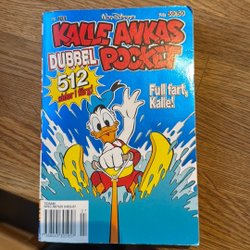 Walt Disney's
KALLE ANKAS
DUBBEL
POCKET
512
sidor i färg!
Full fart,
Kalle!